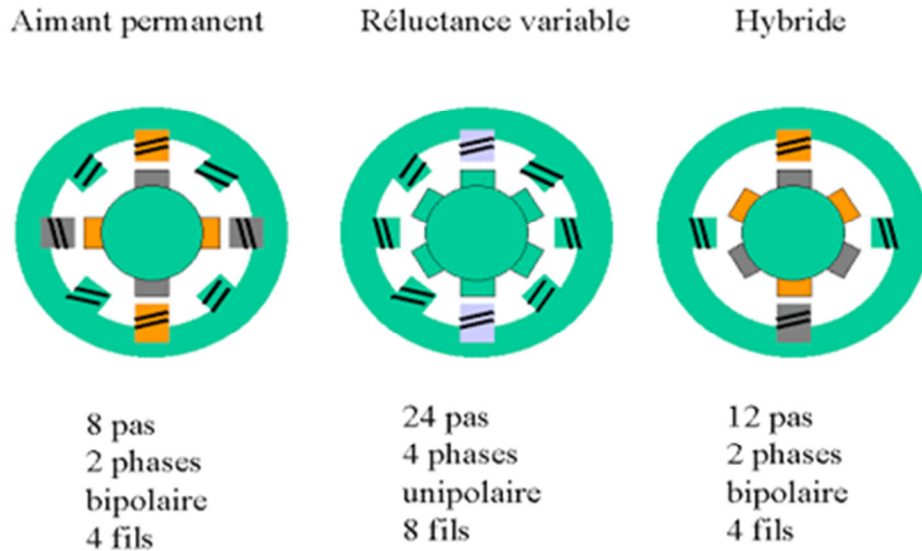 Aimant permanent
Réluctance variable
Hybride
8 pas
2 phases
bipolaire
4 fils
24 pas
4 phases
unipolaire
8 fils
12 pas
2 phases
bipolaire
4 fils